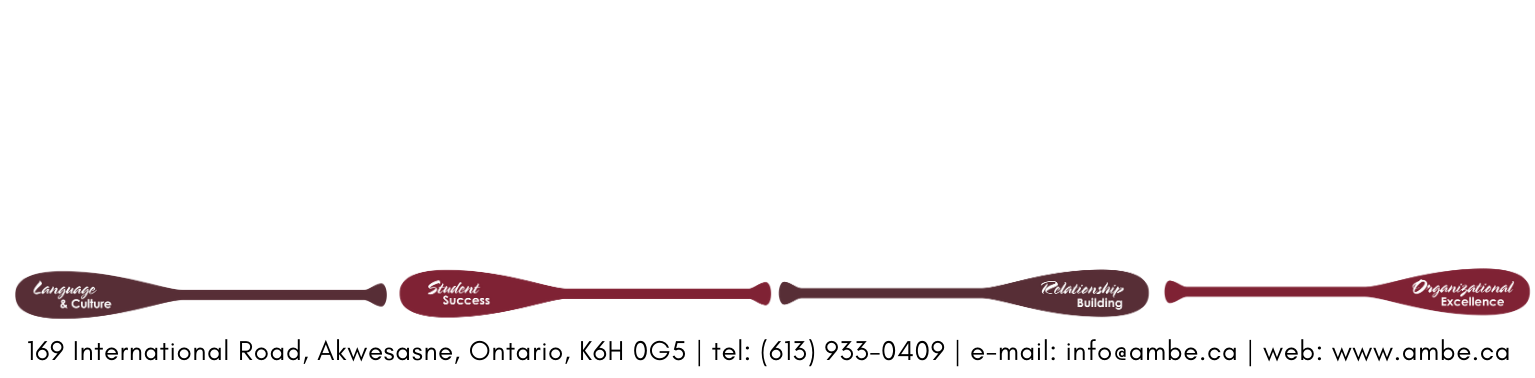 Language
& Culture
Student
Success
Relationship
Building
Organizational
Excellence
169 International Road, Akwesasne, Ontario, K6H 0G5 | tel: (613) 933-0409 | e-mail: info@ambe.ca | web: www.ambe.ca